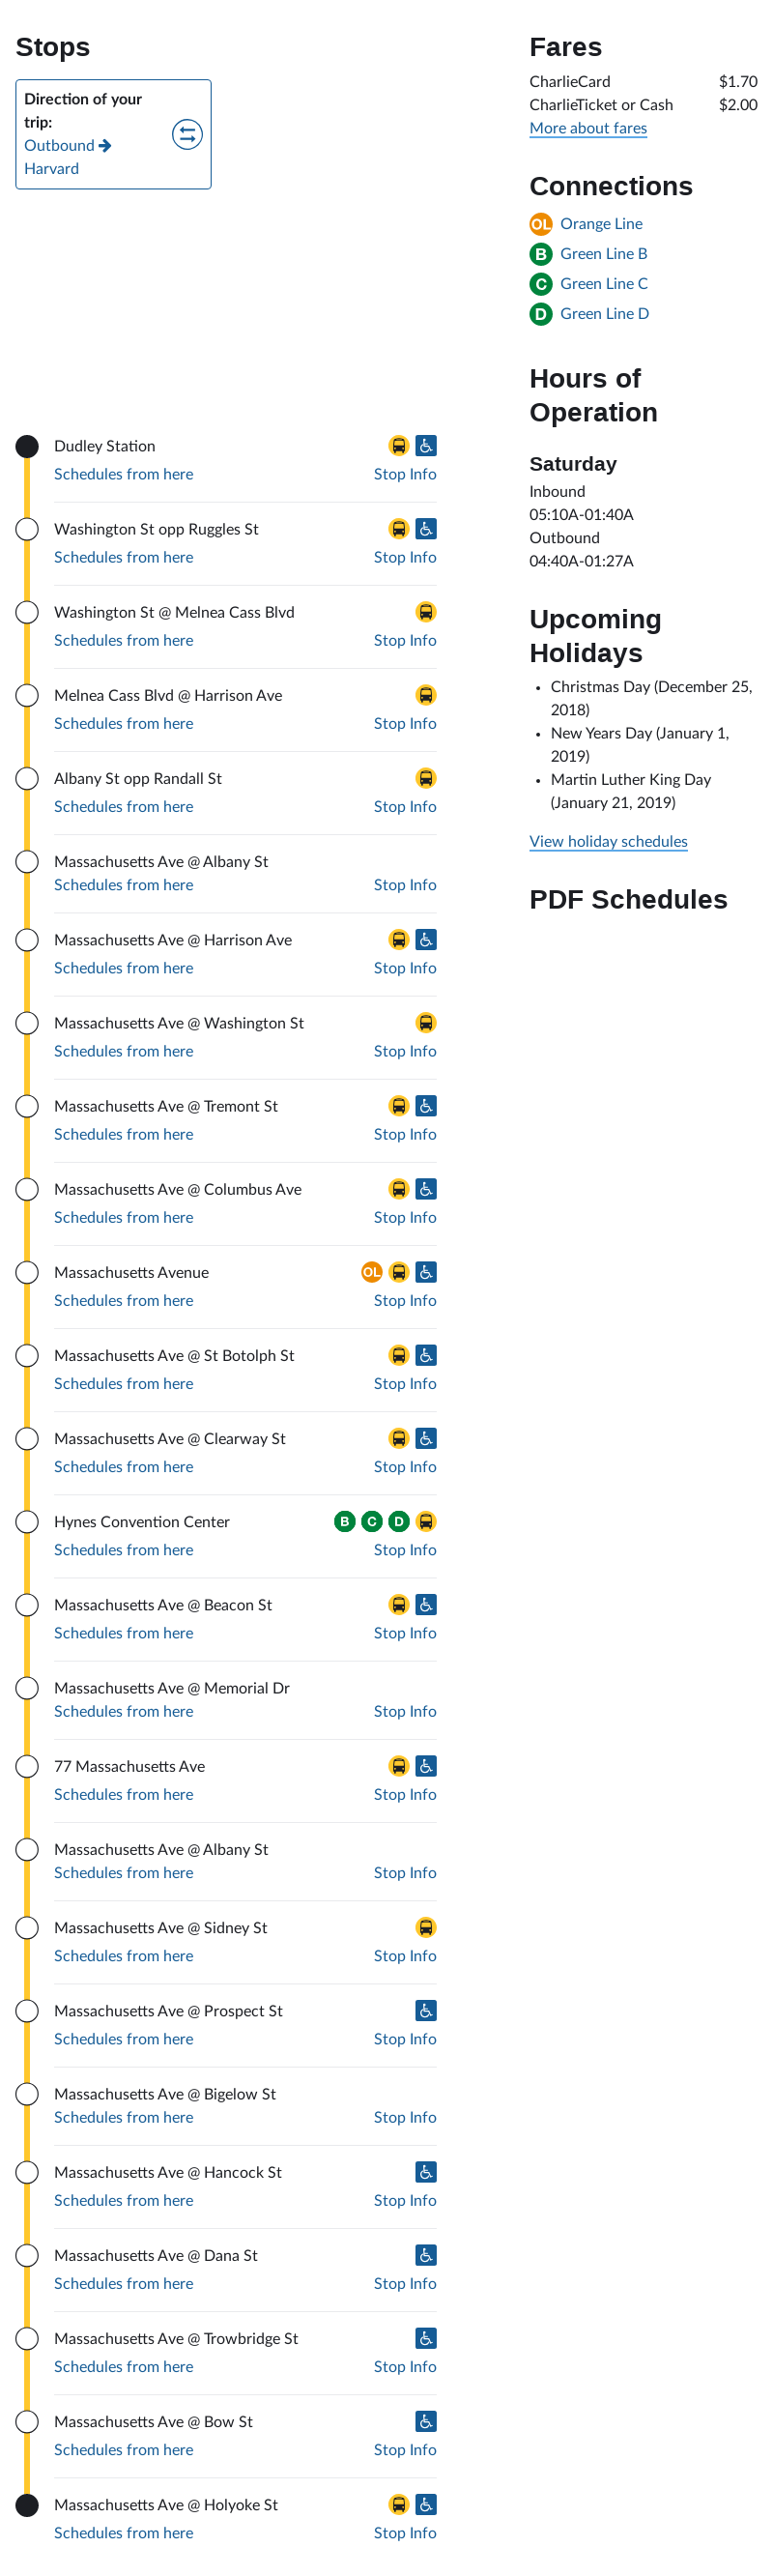 Stops
Direction of your
trip:
Outbound
Harvard
Dudley Station
Schedules from here Stop Info
Washington St opp Ruggles St
Schedules from here Stop Info
Washington St @ Melnea Cass Blvd
Schedules from here Stop Info
Melnea Cass Blvd @ Harrison Ave
Schedules from here Stop Info
Albany St opp Randall St
Schedules from here Stop Info
Massachusetts Ave @ Albany St
Schedules from here Stop Info
Massachusetts Ave @ Harrison Ave
Schedules from here Stop Info
Massachusetts Ave @ Washington St
Schedules from here Stop Info
Massachusetts Ave @ Tremont St
Schedules from here Stop Info
Massachusetts Ave @ Columbus Ave
Schedules from here Stop Info
Massachusetts Avenue OL
Schedules from here Stop Info
Massachusetts Ave @ St Botolph St
Schedules from here Stop Info
Massachusetts Ave @ Clearway St
Schedules from here Stop Info
Hynes Convention Center B C D
Schedules from here Stop Info
Massachusetts Ave @ Beacon St
Schedules from here Stop Info
Massachusetts Ave @ Memorial Dr
Schedules from here Stop Info
77 Massachusetts Ave
Schedules from here Stop Info
Massachusetts Ave @ Albany St
Schedules from here Stop Info
Massachusetts Ave @ Sidney St
Schedules from here Stop Info
Massachusetts Ave @ Prospect St
Schedules from here Stop Info
Massachusetts Ave @ Bigelow St
Schedules from here Stop Info
Massachusetts Ave @ Hancock St
Schedules from here Stop Info
Massachusetts Ave @ Dana St
Schedules from here Stop Info
Massachusetts Ave @ Trowbridge St
Schedules from here Stop Info
Massachusetts Ave @ Bow St
Schedules from here Stop Info
Massachusetts Ave @ Holyoke St
Schedules from here Stop Info
Fares
CharlieCard $1.70
CharlieTicket or Cash $2.00
More about fares
Connections
OL Orange Line
B Green Line B
C Green Line C
D Green Line D
Hours of
Operation
Saturday
Inbound
05:10A-01:40A
Outbound
04:40A-01:27A
Upcoming
Holidays
• Christmas Day (December 25,
2018)
• New Years Day (January 1,
2019)
• Martin Luther King Day
(January 21, 2019)
View holiday schedules
PDF Schedules